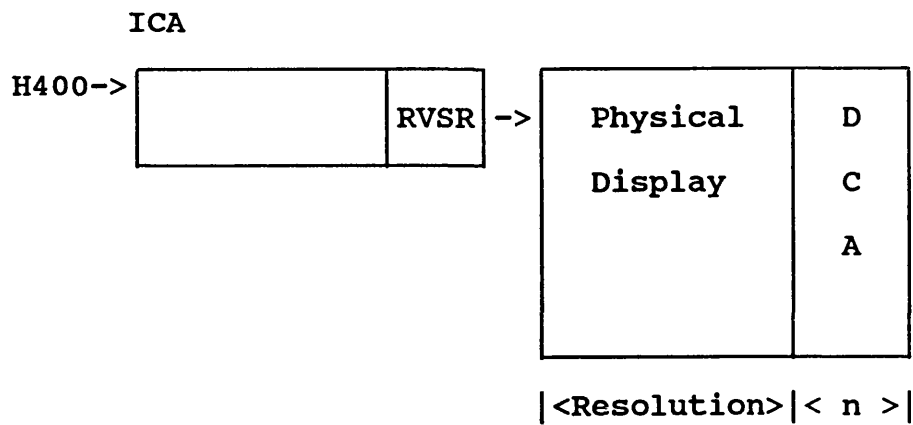 ICA
H400->
RVSR -> Physical D
Display C
A
|<Resolution>|< n >|